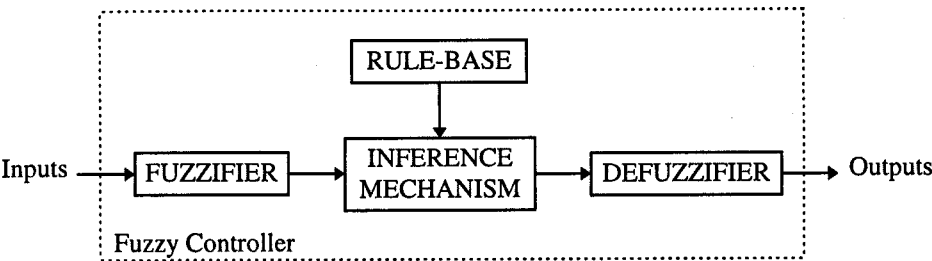 RULE-BASE
Inputs
FUZZIFIER
INFERENCE
MECHANISM
DEFUZZIFIER
Outputs
Fuzzy Controller